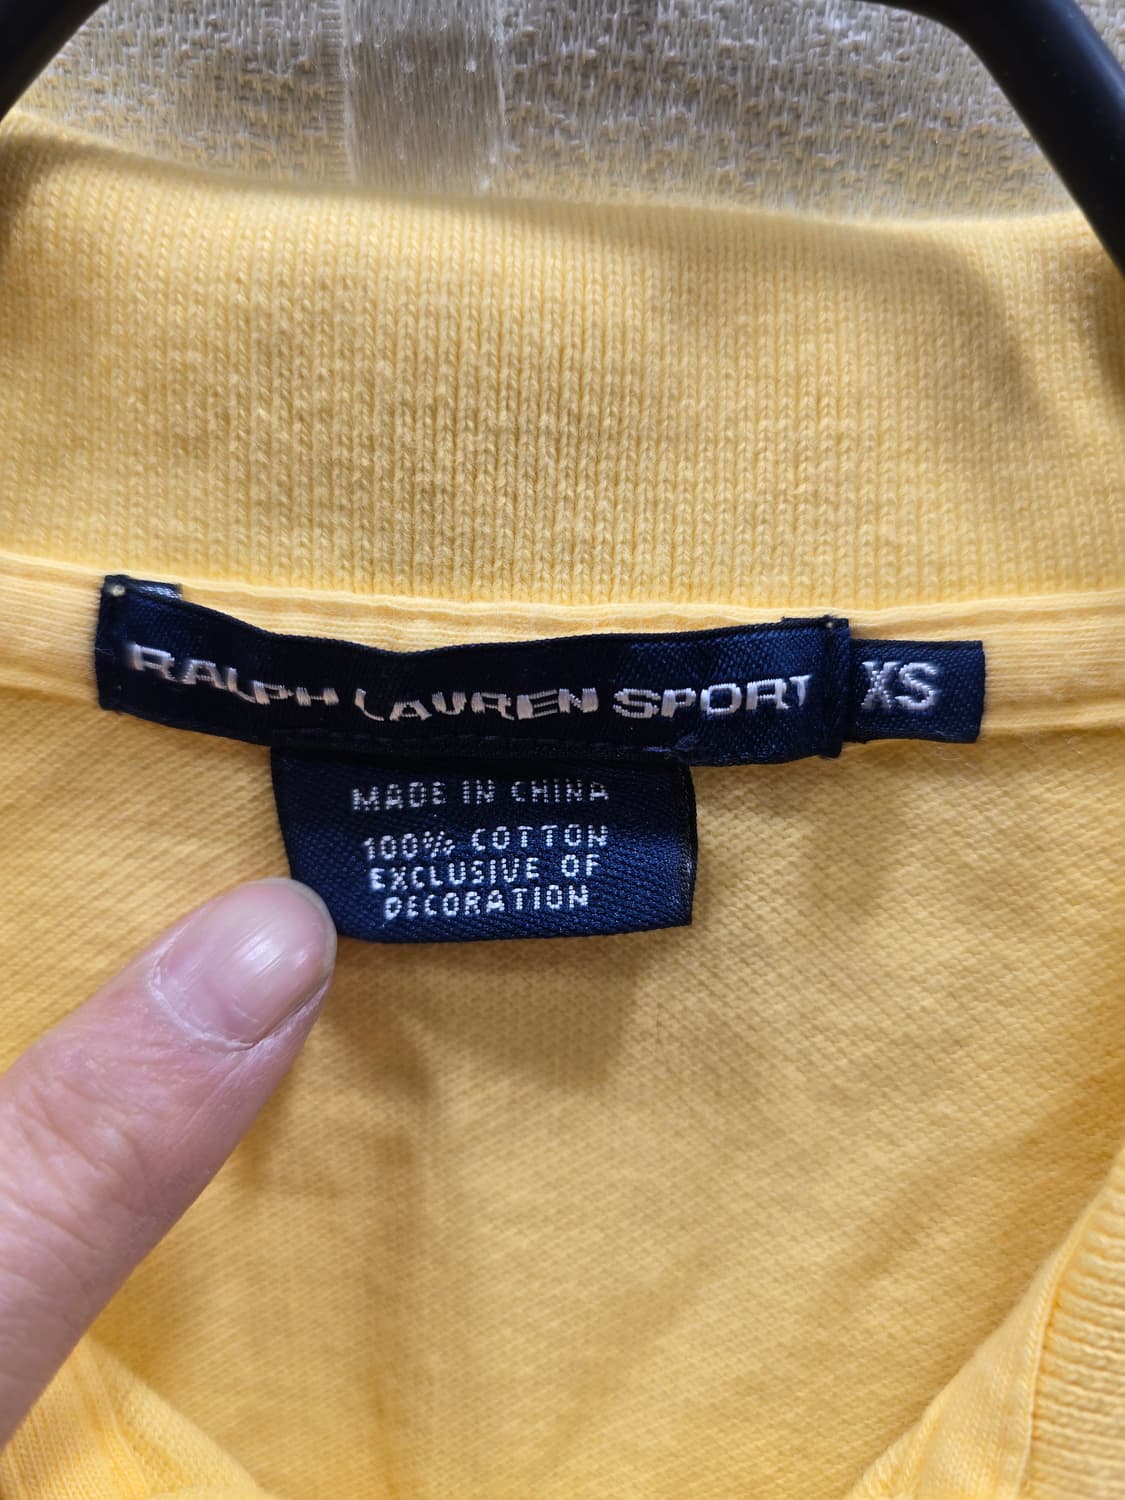 RALPH LAUREN SPORT XS
MADE IN CHINA
100% COTTON
EXCLUSIVE OF
DECORATION